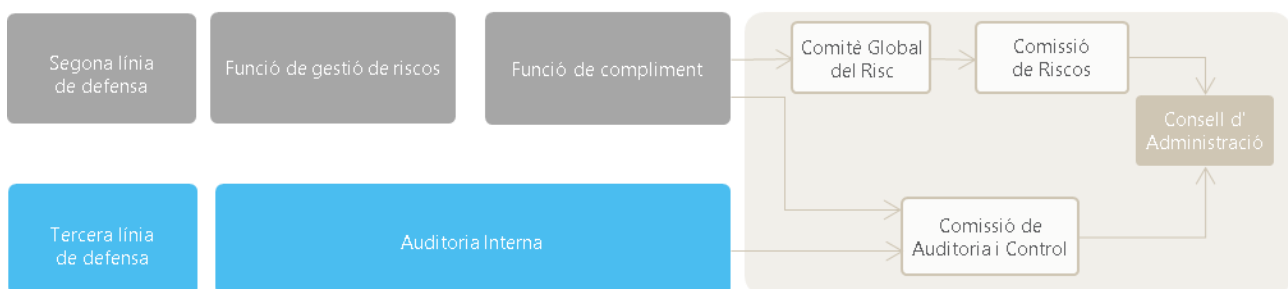 Segona línia
de defensa
Funció de gestió de riscos
Funció de compliment
Comitè Global
del Risc
Comissió
de Riscos
Consell d'
Administració
Tercera línia
de defensa
Auditoria Interna
Comissió de
Auditoria i Control